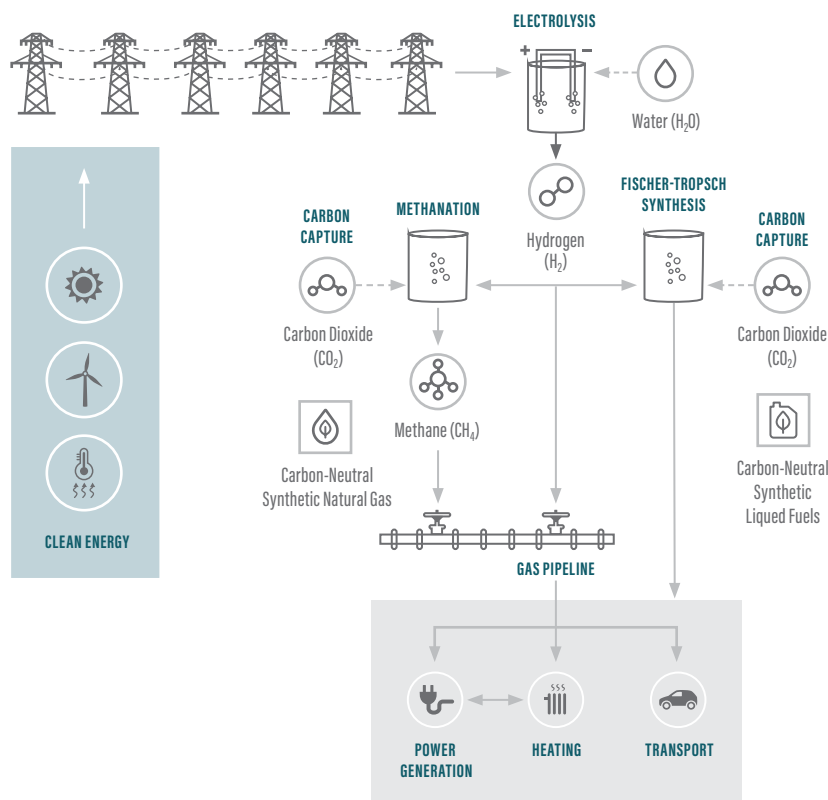 ELECTROLYSIS
+ −
Water (H₂O)
Hydrogen
(H₂)
CARBON
CAPTURE
METHANATION
FISCHER-TROPSCH
SYNTHESIS
CARBON
CAPTURE
Carbon Dioxide
(CO₂)
Carbon Dioxide
(CO₂)
Methane (CH₄)
Carbon-Neutral
Synthetic Natural Gas
Carbon-Neutral
Synthetic
Liqued Fuels
CLEAN ENERGY
GAS PIPELINE
POWER
GENERATION
HEATING
TRANSPORT